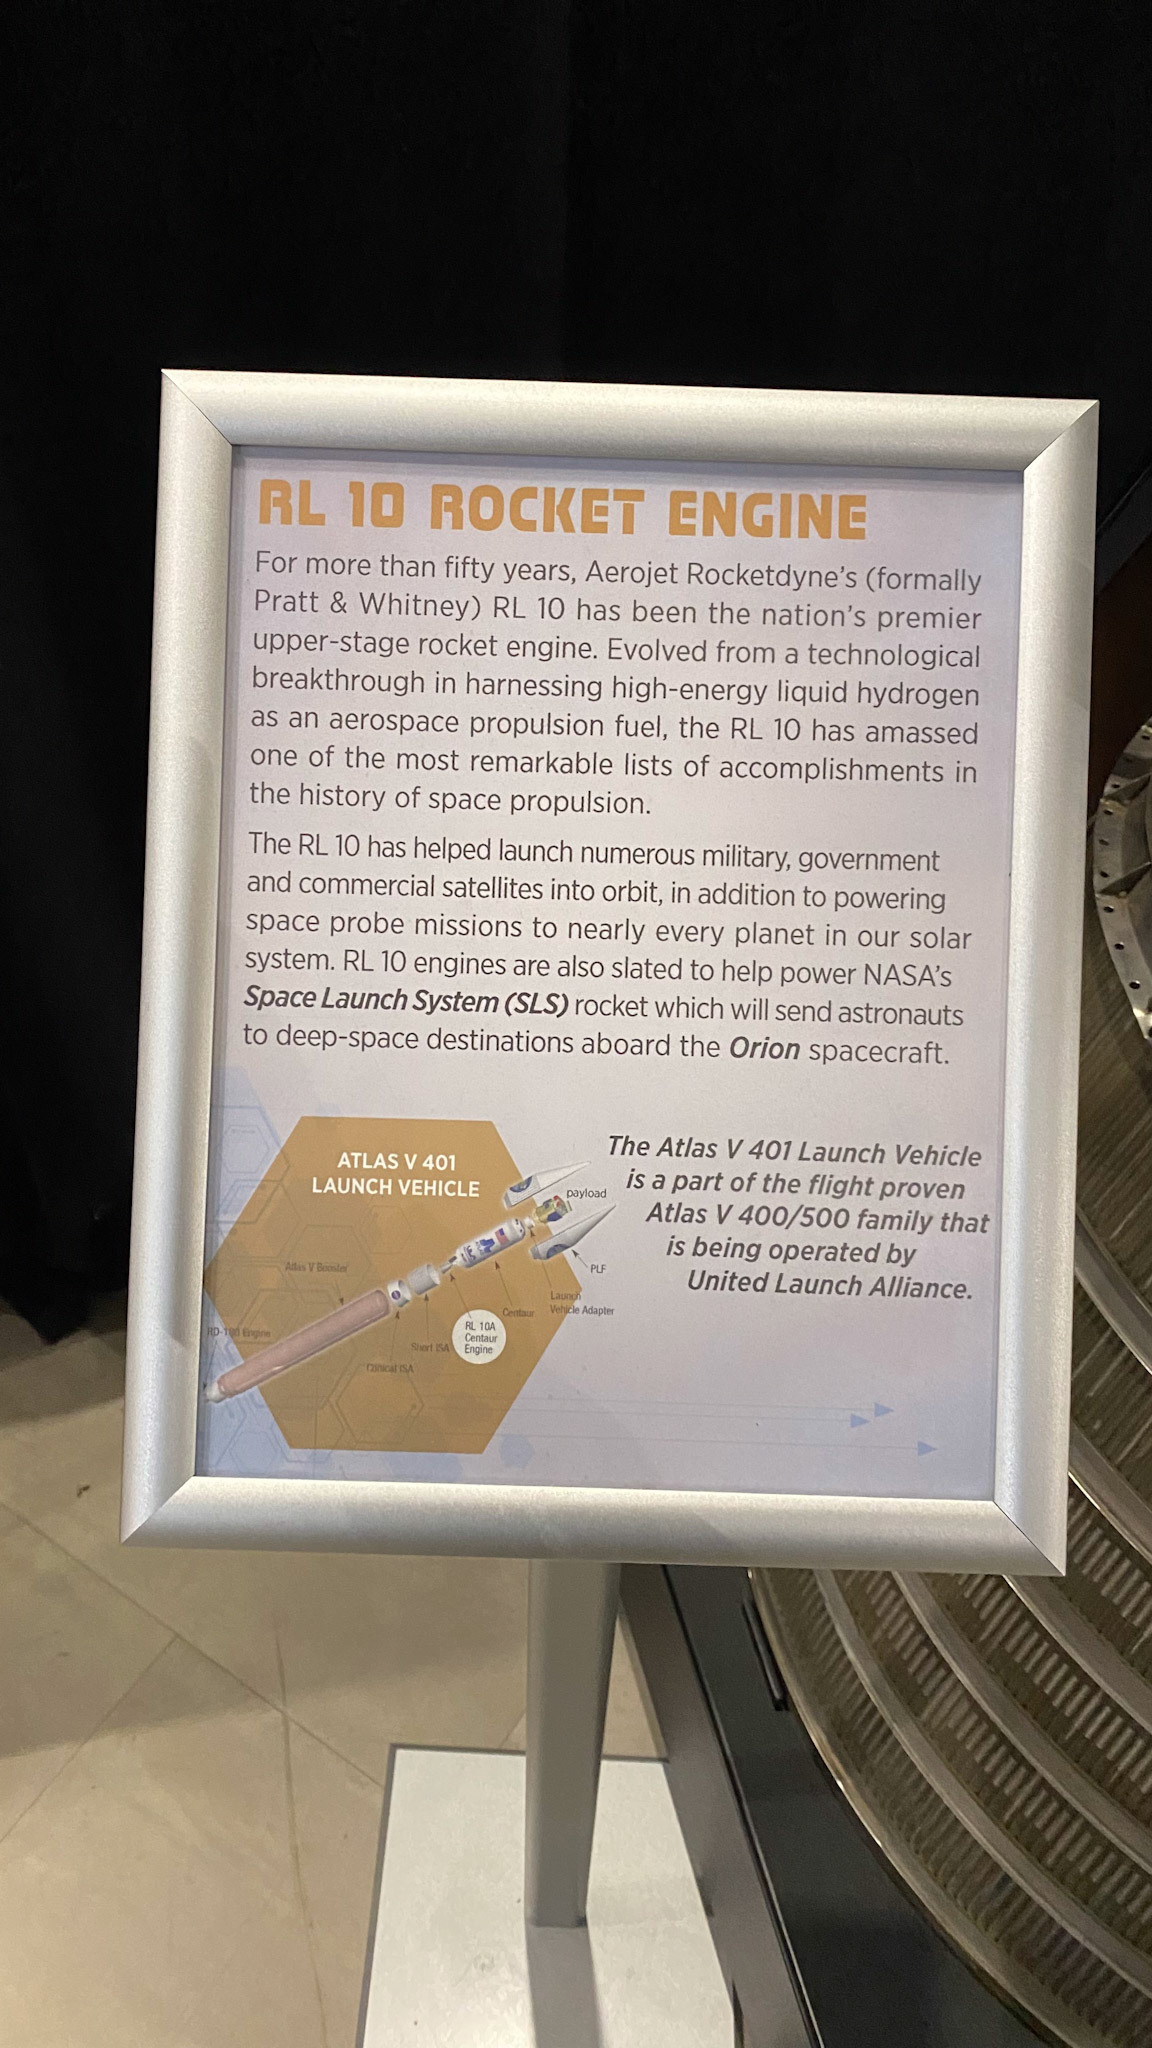 RL 10 ROCKET ENGINE
For more than fifty years, Aerojet Rocketdyne's (formally
Pratt & Whitney) RL 10 has been the nation's premier
upper-stage rocket engine. Evolved from a technological
breakthrough in harnessing high-energy liquid hydrogen
as an aerospace propulsion fuel, the RL 10 has amassed
one of the most remarkable lists of accomplishments in
the history of space propulsion.
The RL 10 has helped launch numerous military, government
and commercial satellites into orbit, in addition to powering
space probe missions to nearly every planet in our solar
system. RL 10 engines are also slated to help power NASA's
Space Launch System (SLS) rocket which will send astronauts
to deep-space destinations aboard the Orion spacecraft.
ATLAS V 401
LAUNCH VEHICLE
payload
PLF
Launch
Vehicle Adapter
Centaur
RL 10A
Centaur
Engine
Short ISA
Conical ISA
Atlas V Booster
RD-180 Engine
The Atlas V 401 Launch Vehicle
is a part of the flight proven
Atlas V 400/500 family that
is being operated by
United Launch Alliance.